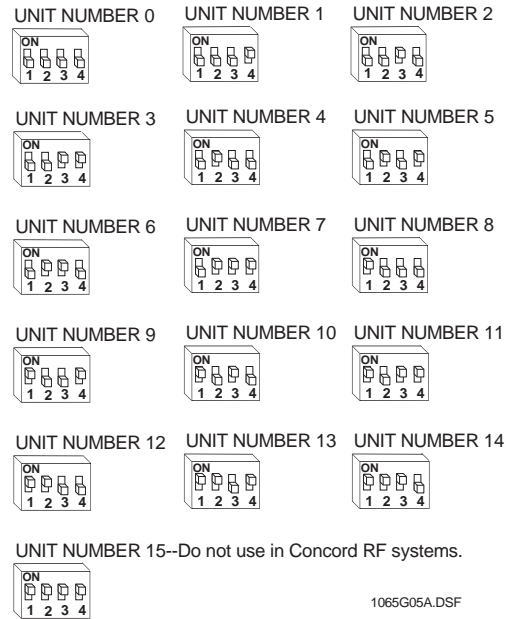 UNIT NUMBER 0 UNIT NUMBER 1 UNIT NUMBER 2
ON ON ON
1 2 3 4 1 2 3 4 1 2 3 4
UNIT NUMBER 3 UNIT NUMBER 4 UNIT NUMBER 5
ON ON ON
1 2 3 4 1 2 3 4 1 2 3 4
UNIT NUMBER 6 UNIT NUMBER 7 UNIT NUMBER 8
ON ON ON
1 2 3 4 1 2 3 4 1 2 3 4
UNIT NUMBER 9 UNIT NUMBER 10 UNIT NUMBER 11
ON ON ON
1 2 3 4 1 2 3 4 1 2 3 4
UNIT NUMBER 12 UNIT NUMBER 13 UNIT NUMBER 14
ON ON ON
1 2 3 4 1 2 3 4 1 2 3 4
UNIT NUMBER 15--Do not use in Concord RF systems.
ON
1 2 3 4
1065G05A.DSF